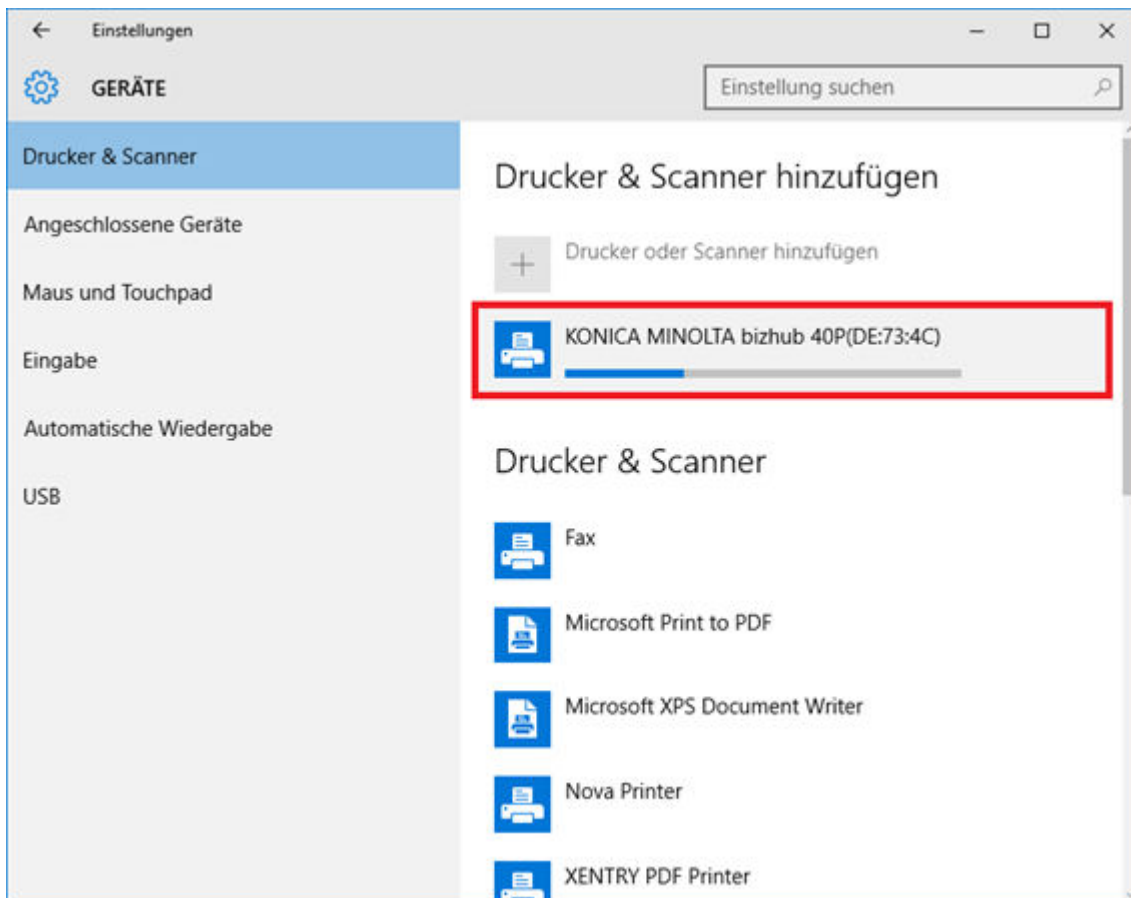 Einstellungen
GERÄTE
Einstellung suchen
Drucker & Scanner
Angeschlossene Geräte
Maus und Touchpad
Eingabe
Automatische Wiedergabe
USB
Drucker & Scanner hinzufügen
Drucker oder Scanner hinzufügen
KONICA MINOLTA bizhub 40P(DE:73:4C)
Drucker & Scanner
Fax
Microsoft Print to PDF
Microsoft XPS Document Writer
Nova Printer
XENTRY PDF Printer